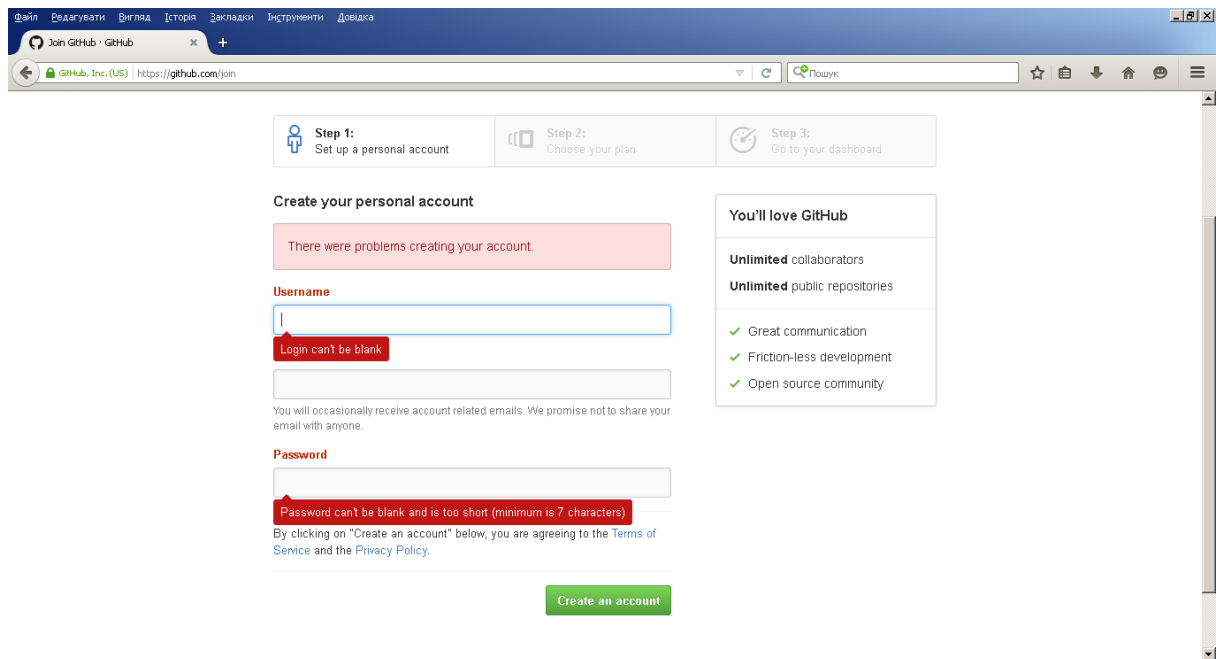 Файл Редагувати Вигляд Історія Закладки Інструменти Довідка
Join GitHub · GitHub
GitHub, Inc. (US) https://github.com/join
Пошук
Step 1:
Set up a personal account
Step 2:
Choose your plan
Step 3:
Go to your dashboard
Create your personal account
There were problems creating your account.
Username
Login can't be blank
You will occasionally receive account related emails. We promise not to share your
email with anyone.
Password
Password can't be blank and is too short (minimum is 7 characters)
By clicking on "Create an account" below, you are agreeing to the Terms of
Service and the Privacy Policy.
Create an account
You'll love GitHub
Unlimited collaborators
Unlimited public repositories
Great communication
Friction-less development
Open source community